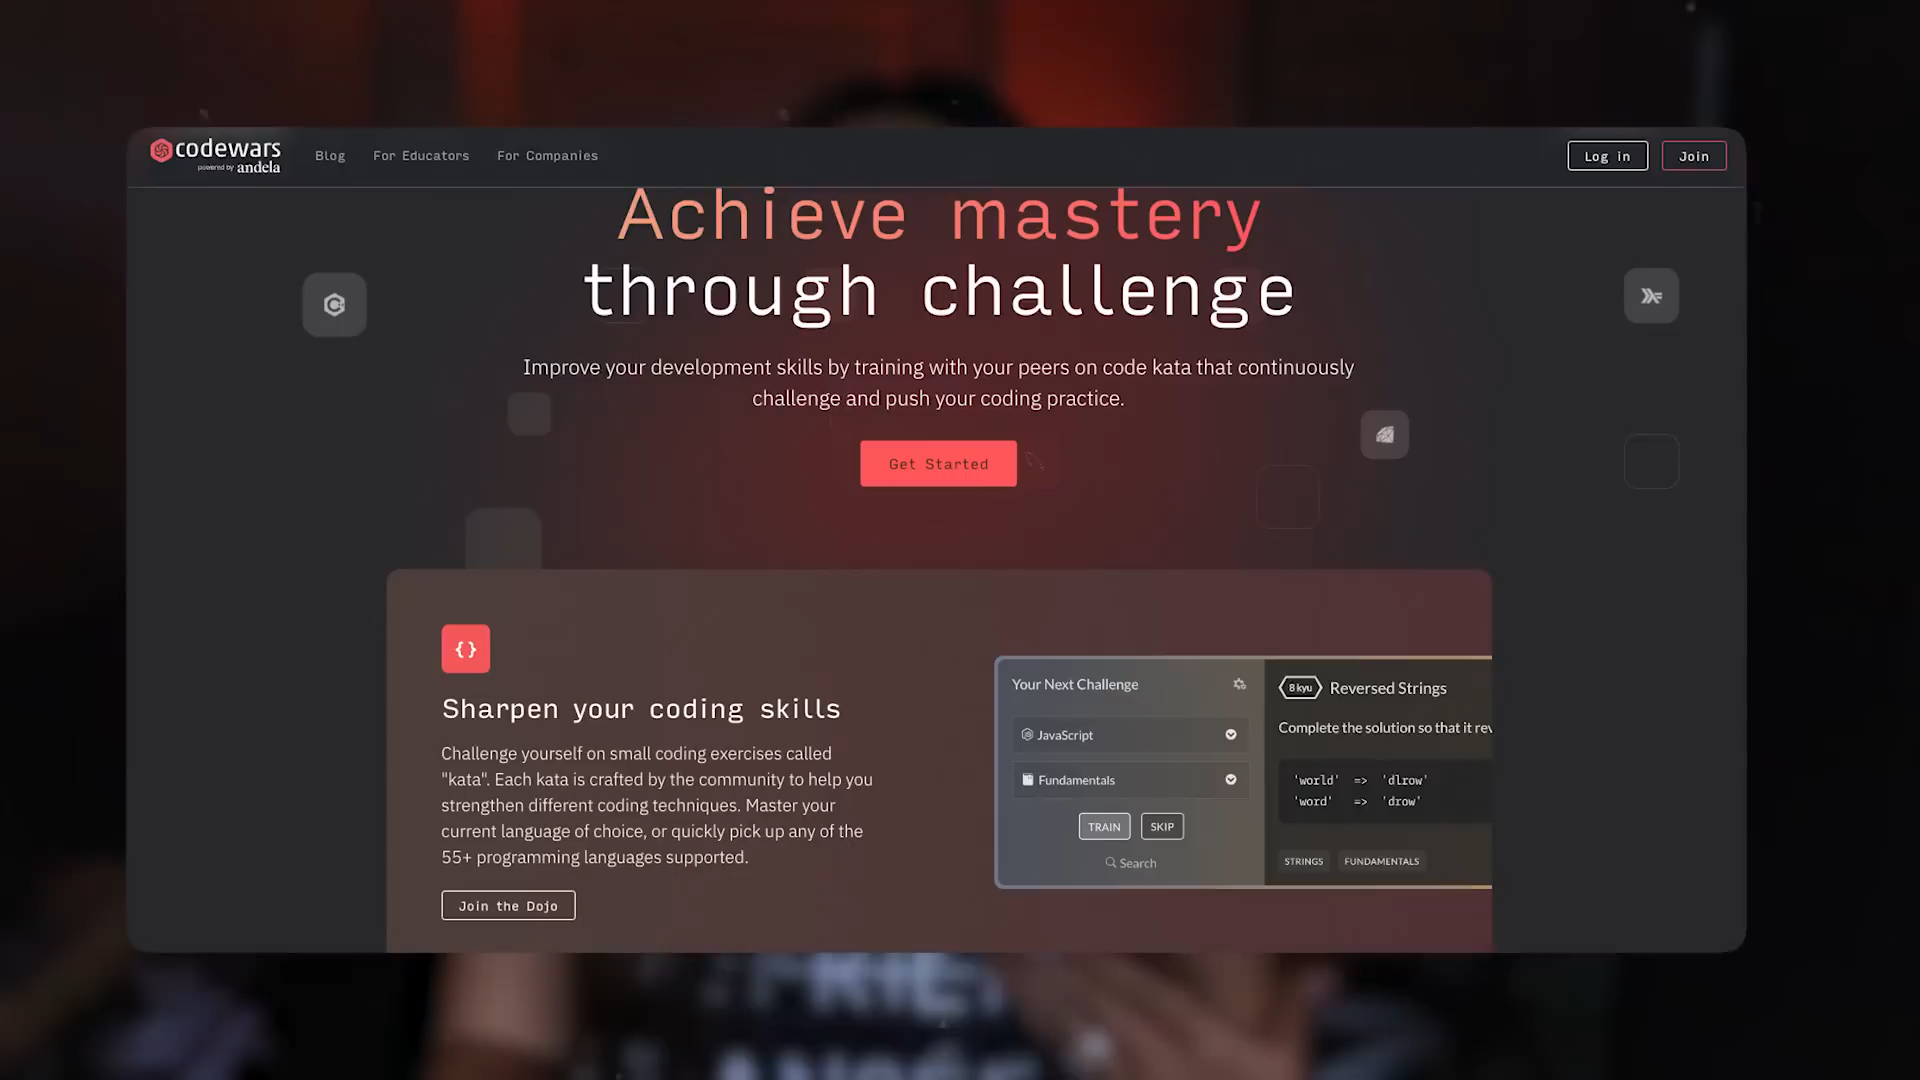 codewars
powered by andela
Blog
For Educators
For Companies
Log in
Join
Achieve mastery
through challenge
Improve your development skills by training with your peers on code kata that continuously
challenge and push your coding practice.
Get Started
{}
Sharpen your coding skills
Challenge yourself on small coding exercises called
"kata". Each kata is crafted by the community to help you
strengthen different coding techniques. Master your
current language of choice, or quickly pick up any of the
55+ programming languages supported.
Join the Dojo
Your Next Challenge
JavaScript
Fundamentals
TRAIN
SKIP
Search
8 kyu
Reversed Strings
Complete the solution so that it rev
'world' => 'dlrow'
'word' => 'drow'
STRINGS
FUNDAMENTALS